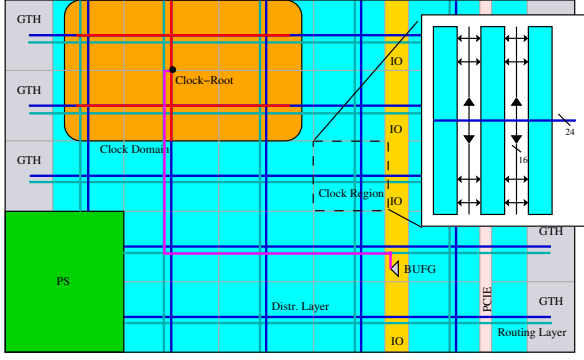 GTH
IO
Clock-Root
GTH
IO
24
Clock Domain
GTH
16
Clock Region
IO
GTH
BUFG
PS
PCIE
GTH
Distr. Layer
Routing Layer
IO